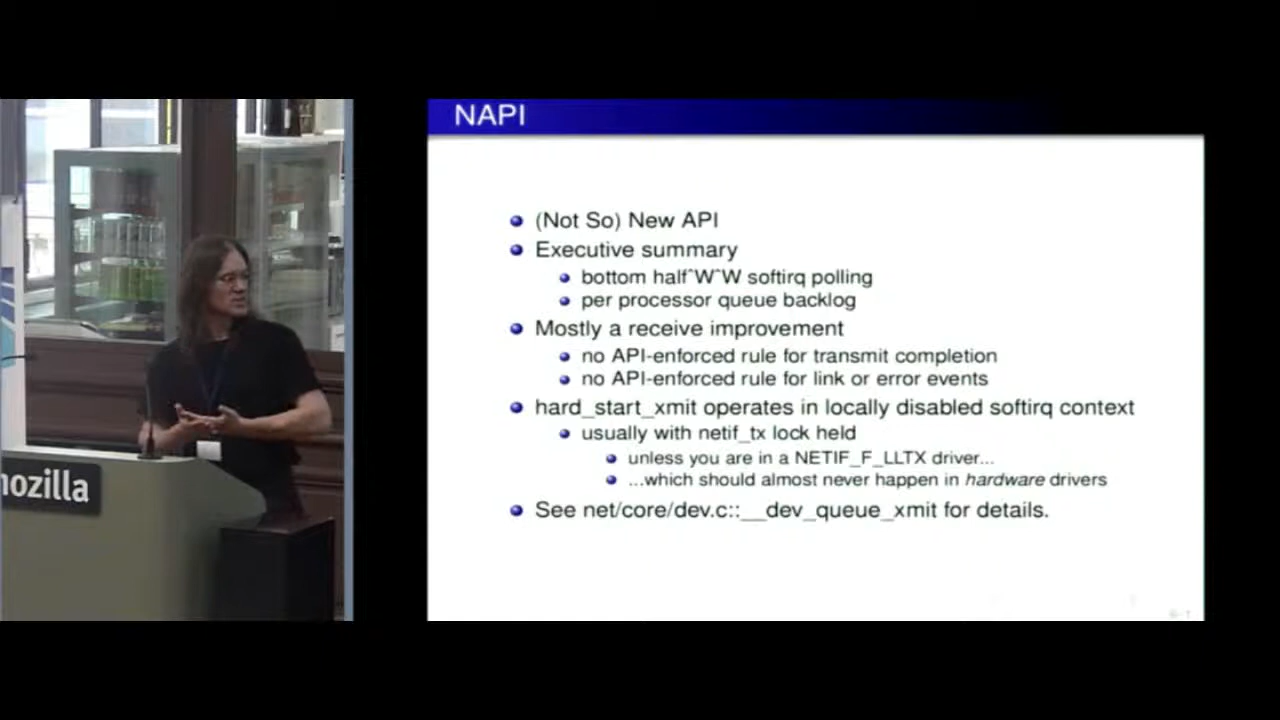 NAPI
(Not So) New API
Executive summary
bottom half^W^W softirq polling
per processor queue backlog
Mostly a receive improvement
no API-enforced rule for transmit completion
no API-enforced rule for link or error events
hard_start_xmit operates in locally disabled softirq context
usually with netif_tx lock held
unless you are in a NETIF_F_LLTX driver...
...which should almost never happen in hardware drivers
See net/core/dev.c::__dev_queue_xmit for details.
mozilla